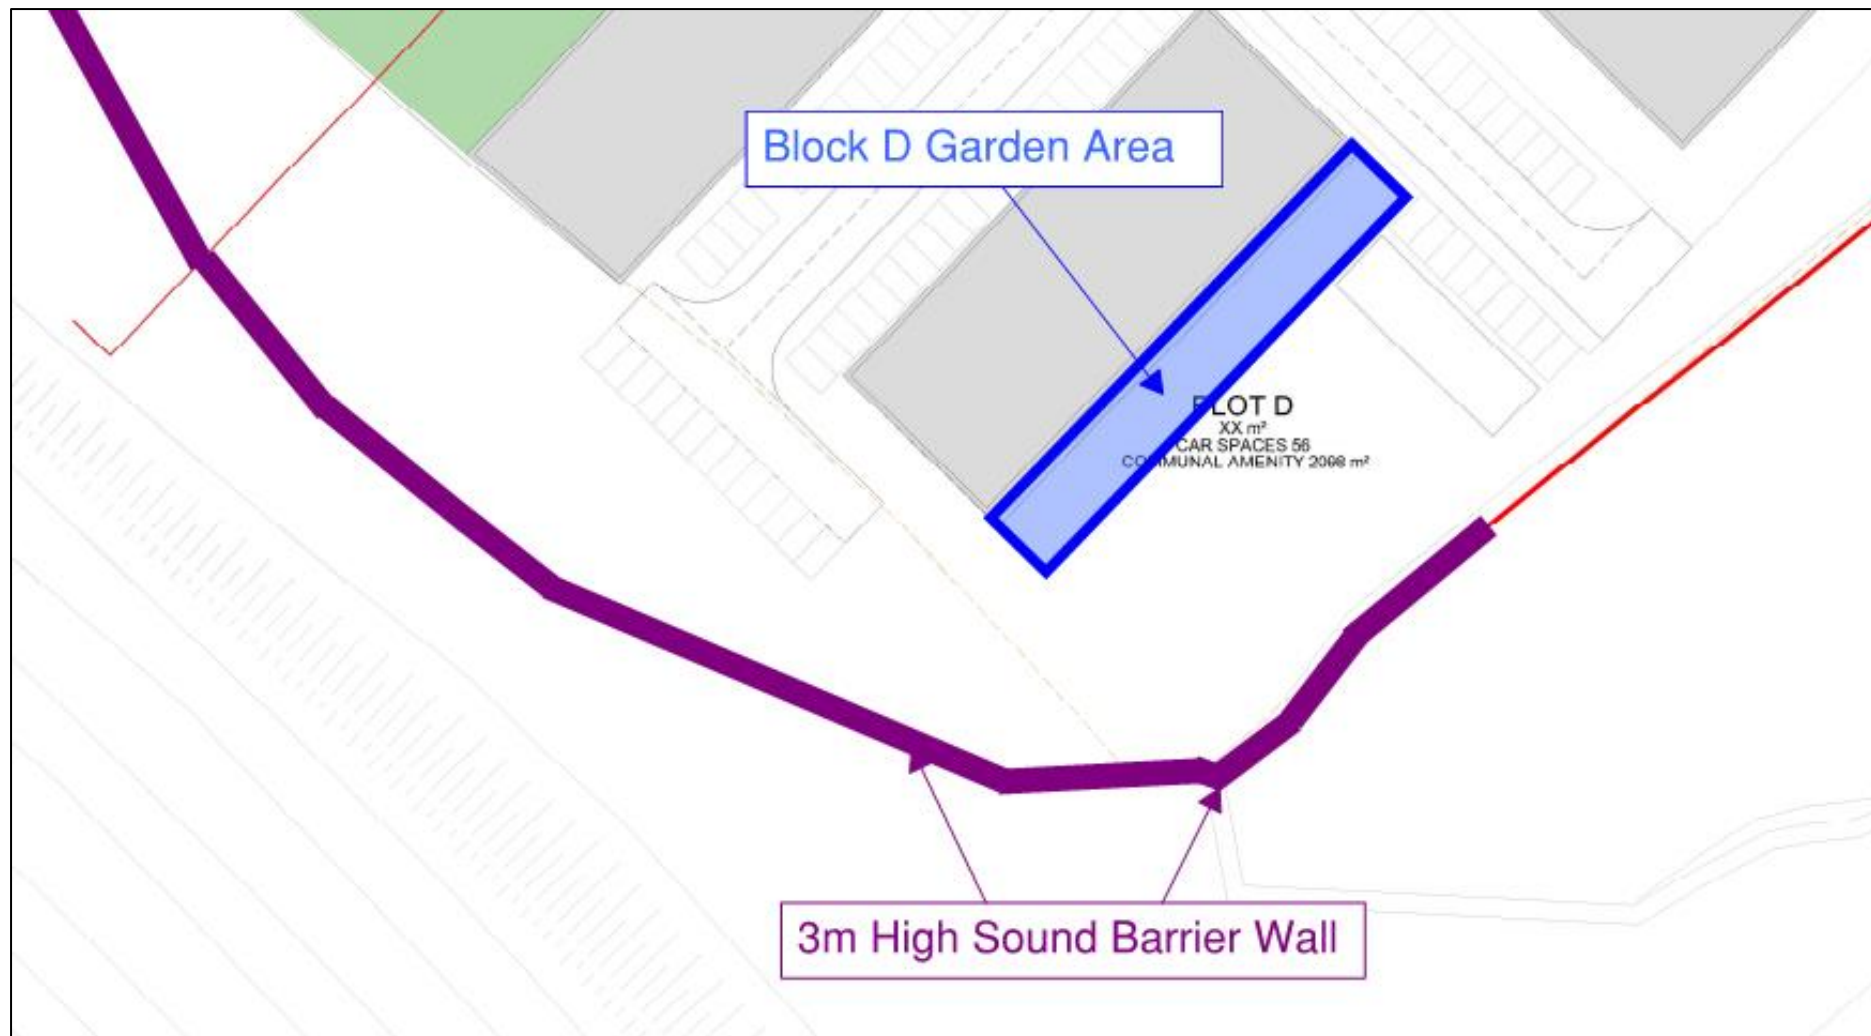 Block D Garden Area
PLOT D
XX m²
CAR SPACES 56
COMMUNAL AMENITY 2098 m²
3m High Sound Barrier Wall